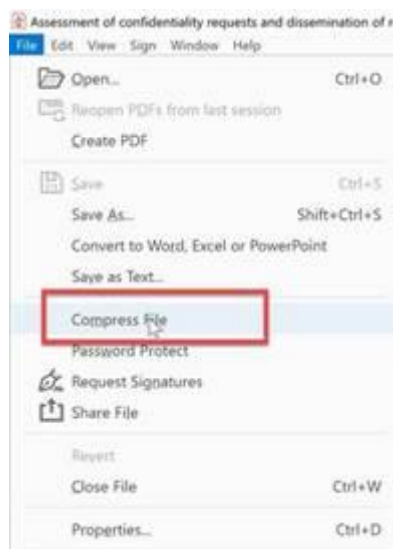 Assessment of confidentiality requests and dissemination of
File Edit View Sign Window Help
Open... Ctrl+O
Reopen PDFs from last session
Create PDF
Save Ctrl+S
Save As... Shift+Ctrl+S
Convert to Word, Excel or PowerPoint
Save as Text...
Compress File
Password Protect
Request Signatures
Share File
Revert
Close File Ctrl+W
Properties... Ctrl+D